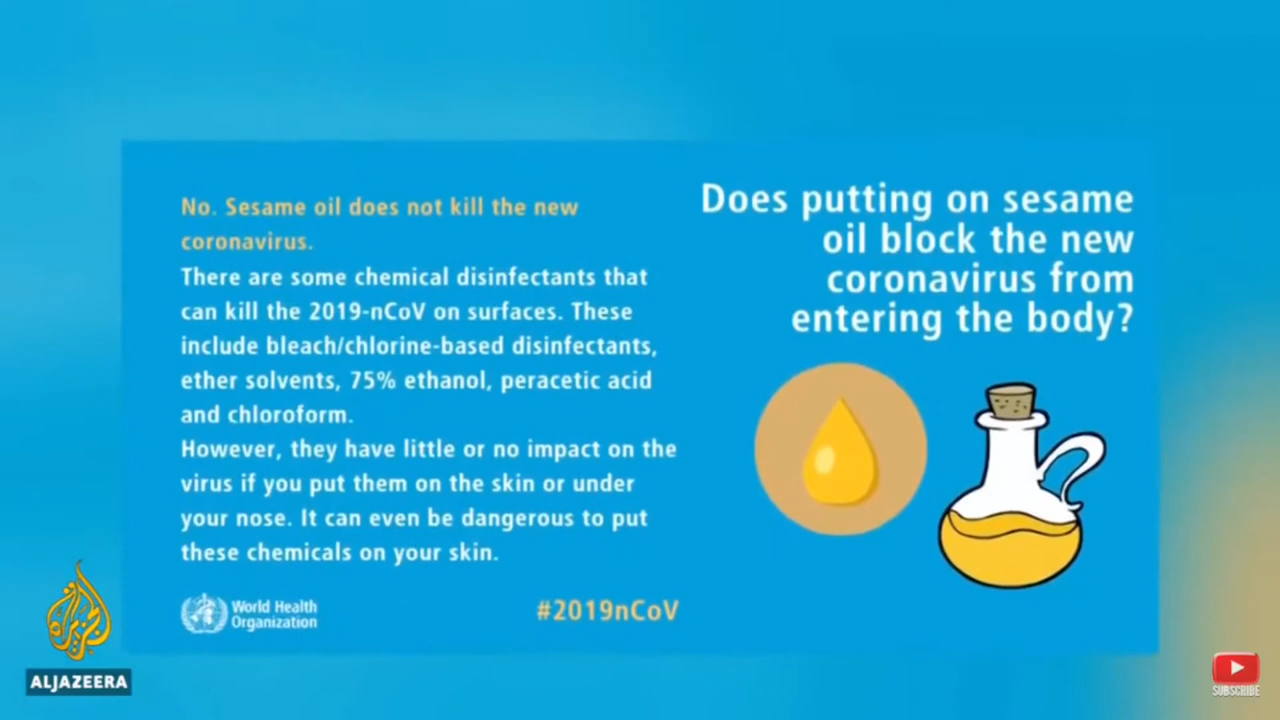 Does putting on sesame
oil block the new
coronavirus from
entering the body?
No. Sesame oil does not kill the new
coronavirus.
There are some chemical disinfectants that
can kill the 2019-nCoV on surfaces. These
include bleach/chlorine-based disinfectants,
ether solvents, 75% ethanol, peracetic acid
and chloroform.
However, they have little or no impact on the
virus if you put them on the skin or under
your nose. It can even be dangerous to put
these chemicals on your skin.
World Health
Organization
#2019nCoV
الجزيرة
ALJAZEERA
SUBSCRIBE